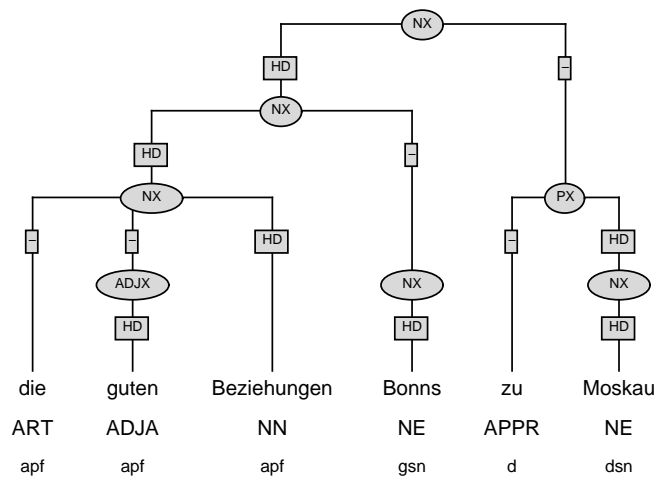 NX
HD –
NX
HD –
NX PX
– – HD – HD
ADJX NX NX
HD HD HD
die guten Beziehungen Bonns zu Moskau
ART ADJA NN NE APPR NE
apf apf apf gsn d dsn